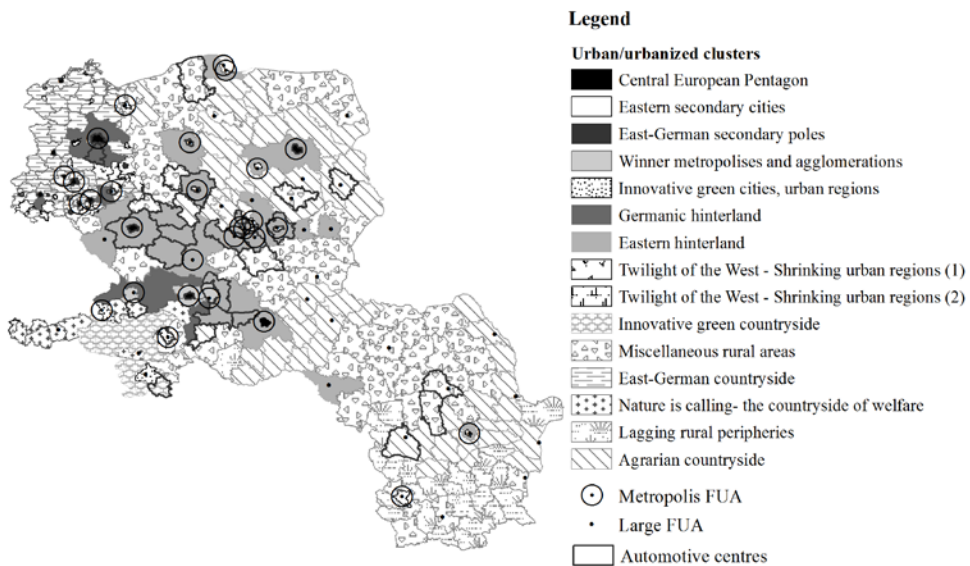 Legend
Urban/urbanized clusters
Central European Pentagon
Eastern secondary cities
East-German secondary poles
Winner metropolises and agglomerations
Innovative green cities, urban regions
Germanic hinterland
Eastern hinterland
Twilight of the West - Shrinking urban regions (1)
Twilight of the West - Shrinking urban regions (2)
Innovative green countryside
Miscellaneous rural areas
East-German countryside
Nature is calling- the countryside of welfare
Lagging rural peripheries
Agrarian countryside
Metropolis FUA
Large FUA
Automotive centres